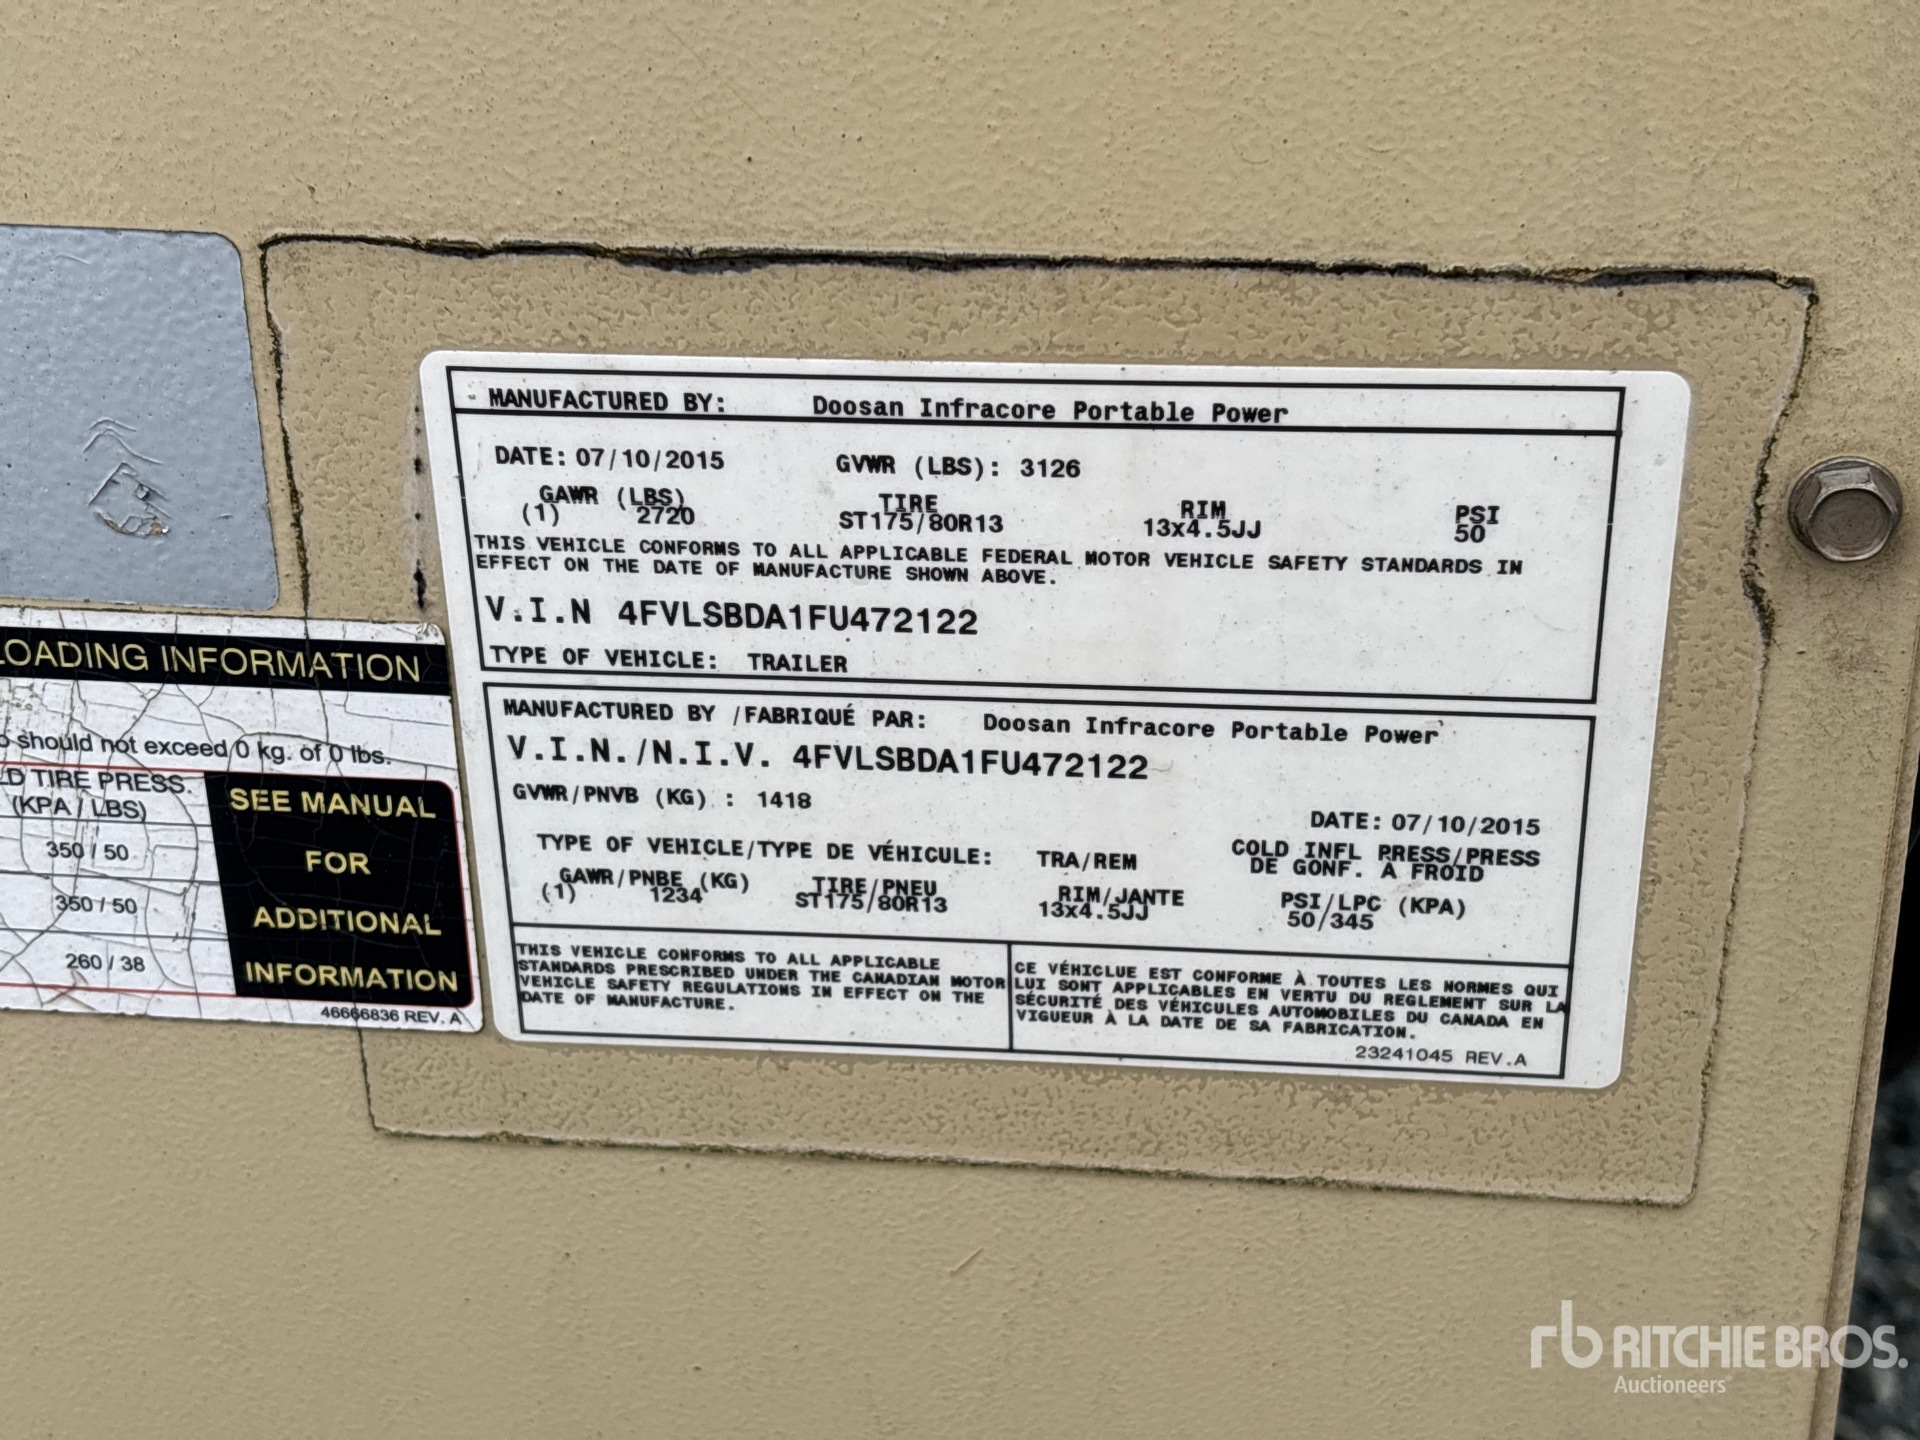 MANUFACTURED BY: Doosan Infracore Portable Power
DATE: 07/10/2015 GVWR (LBS): 3126
GAWR (LBS) TIRE RIM PSI
(1) 2720 ST175/80R13 13x4.5JJ 50
THIS VEHICLE CONFORMS TO ALL APPLICABLE FEDERAL MOTOR VEHICLE SAFETY STANDARDS IN
EFFECT ON THE DATE OF MANUFACTURE SHOWN ABOVE.
V.I.N 4FVLSBDA1FU472122
TYPE OF VEHICLE: TRAILER
MANUFACTURED BY /FABRIQUÉ PAR: Doosan Infracore Portable Power
V.I.N./N.I.V. 4FVLSBDA1FU472122
GVWR/PNVB (KG) : 1418
DATE: 07/10/2015
TYPE OF VEHICLE/TYPE DE VÉHICULE: TRA/REM
COLD INFL PRESS/PRESS
DE GONF. A FROID
GAWR/PNBE (KG) TIRE/PNEU RIM/JANTE PSI/LPC (KPA)
(1) 1234 ST175/80R13 13x4.5JJ 50/345
THIS VEHICLE CONFORMS TO ALL APPLICABLE
STANDARDS PRESCRIBED UNDER THE CANADIAN MOTOR
VEHICLE SAFETY REGULATIONS IN EFFECT ON THE
DATE OF MANUFACTURE.
CE VÉHICLUE EST CONFORME À TOUTES LES NORMES QUI
LUI SONT APPLICABLES EN VERTU DU REGLEMENT SUR LA
SÉCURITÉ DES VÉHICULES AUTOMOBILES DU CANADA EN
VIGUEUR À LA DATE DE SA FABRICATION.
23241045 REV.A
LOADING INFORMATION
should not exceed 0 kg. of 0 lbs.
TIRE PRESS.
(KPA / LBS)
350 / 50
350 / 50
260 / 38
SEE MANUAL
FOR
ADDITIONAL
INFORMATION
46666836 REV. A
rb RITCHIE BROS.
Auctioneers